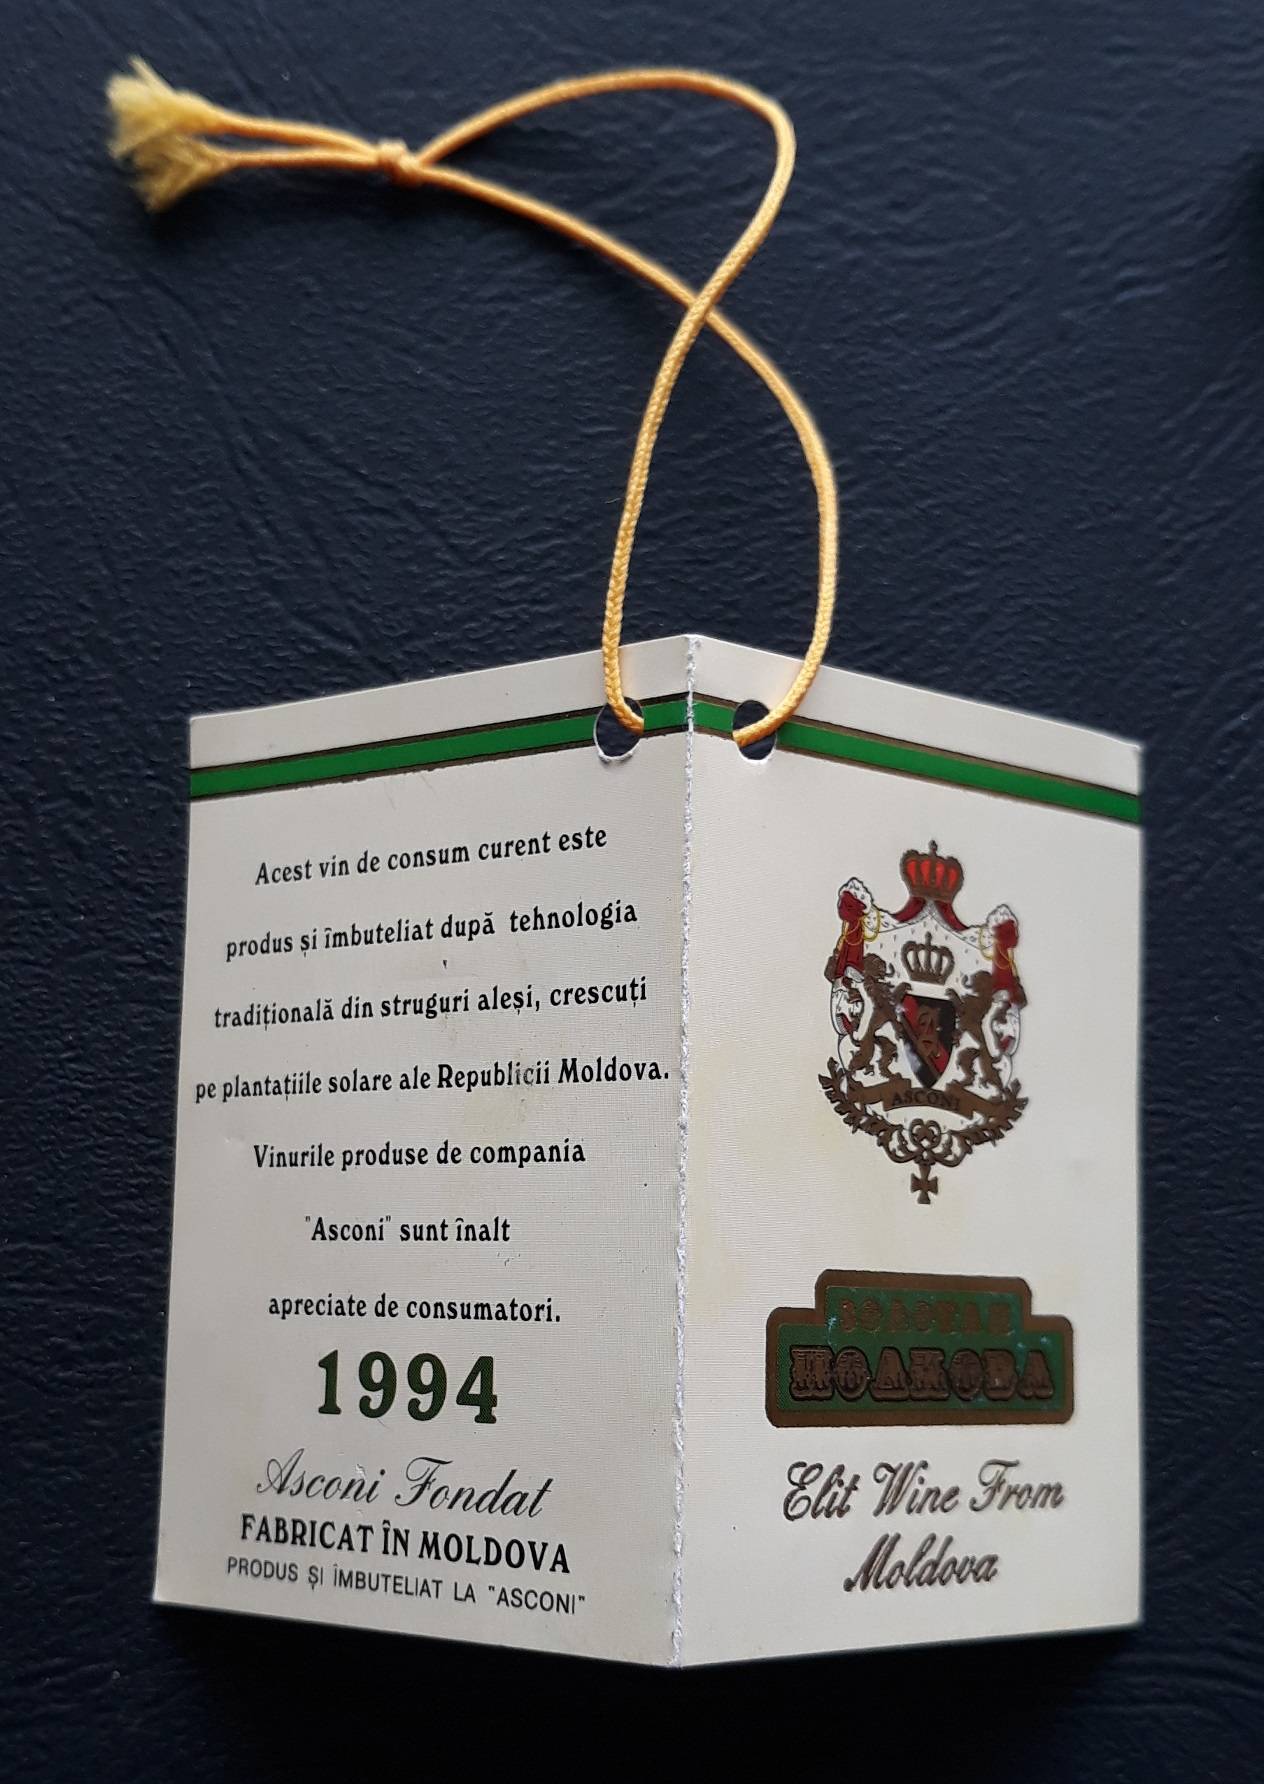 Acest vin de consum curent este
produs și îmbuteliat după tehnologia
tradițională din struguri aleși, crescuți
pe plantațiile solare ale Republicii Moldova.
Vinurile produse de compania
"Asconi" sunt înalt
apreciate de consumatori.
1994
Asconi Fondat
FABRICAT ÎN MOLDOVA
PRODUS ȘI ÎMBUTELIAT LA "ASCONI"
ASCONI
ЗОЛОТАЯ
ПОДКОВА
Elit Wine From
Moldova